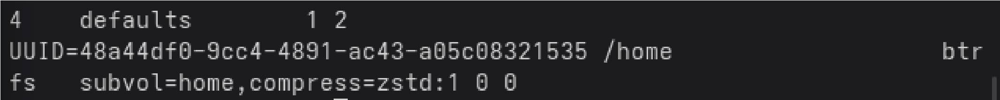 4    defaults        1 2
UUID=48a44df0-9cc4-4891-ac43-a05c08321535 /home                   btr
fs   subvol=home,compress=zstd:1 0 0